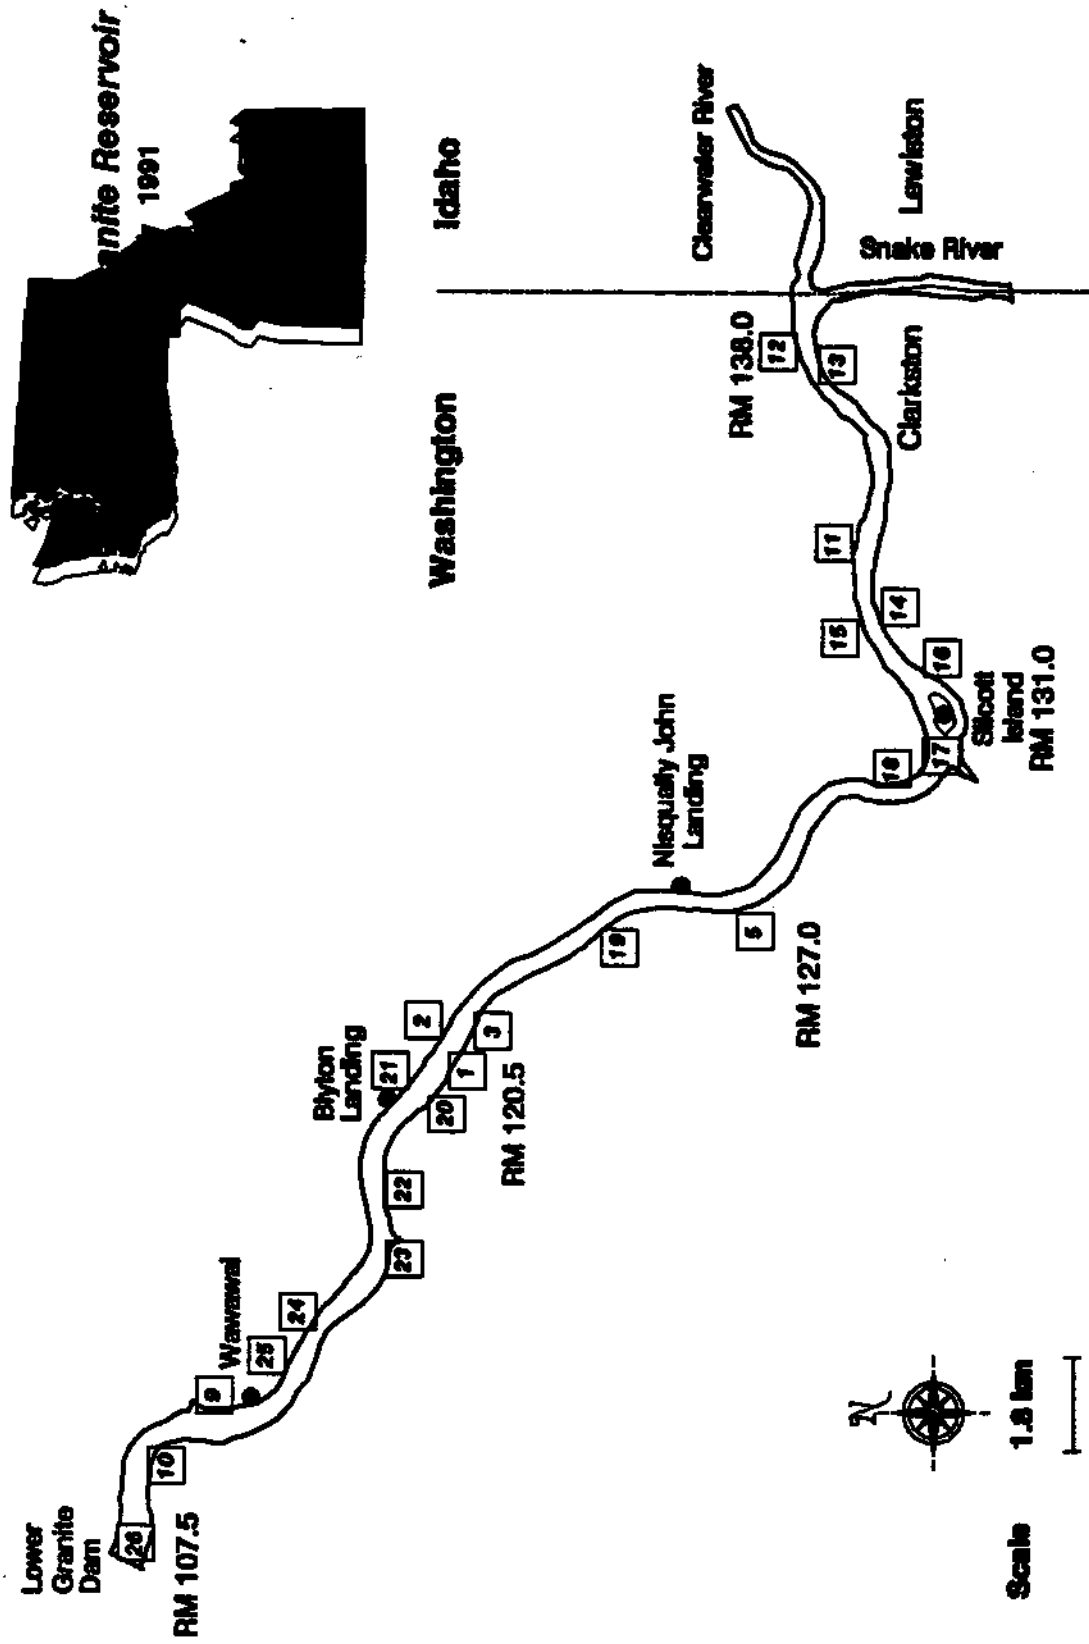 anite Reservoir
1991
Washington
Idaho
Lower
Granite
Dam
26
RM 107.5
10
9
Wawawai
25
24
23
22
Blyton
Landing
21
20
1
2
3
RM 120.5
19
Nisqually John
Landing
5
RM 127.0
18
17
Silcott
Island
RM 131.0
16
15
14
11
RM 138.0
12
13
Clarkston
Clearwater River
Snake River
Lewiston
N
Scale
1.8 km